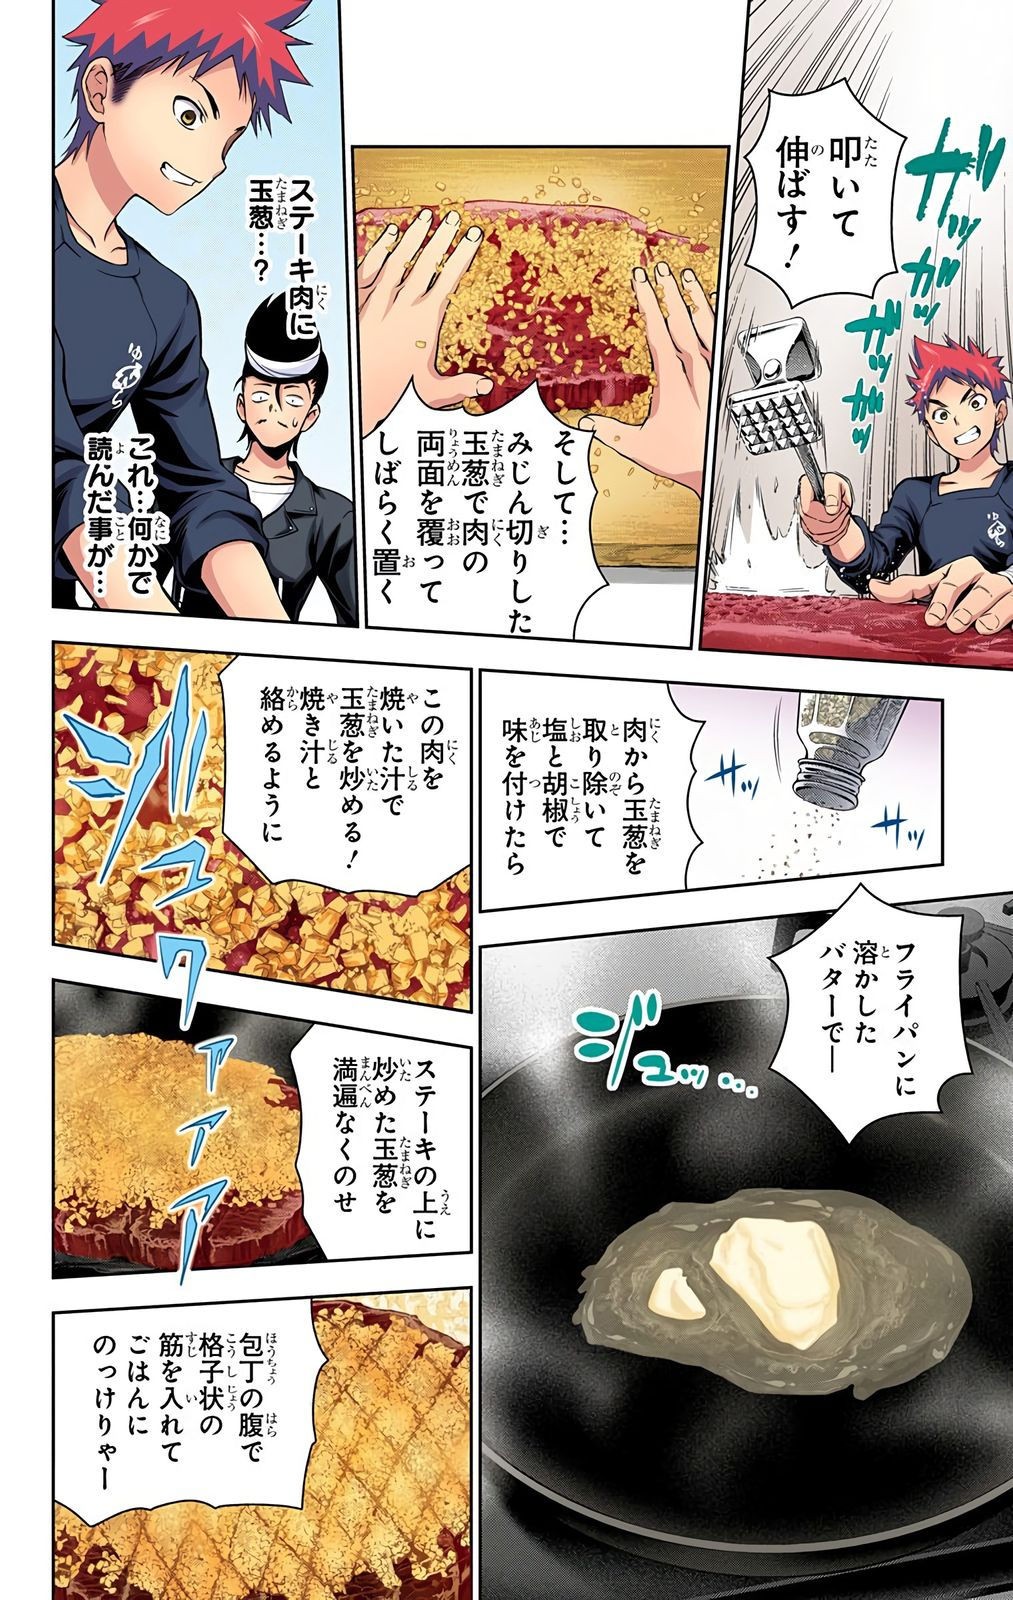 叩いて
伸ばす!
ガッ
ガガッ
ガガガッ
そして…
みじん切りした
玉葱で肉の
両面を覆って
しばらく置く
ステーキ肉に
玉葱…?
これ…何かで
読んだ事が…
肉から玉葱を
取り除いて
塩と胡椒で
味を付けたら
サッ
サッ
フライパンに
溶かした
バターで―
ジュッ…
この肉を
焼いた汁で
玉葱を炒める!
焼き汁と
絡めるように
ジュワァァァ
ステーキの上に
炒めた玉葱を
満遍なくのせ
包丁の腹で
格子状の
筋を入れて
ごはんに
のっけりゃー